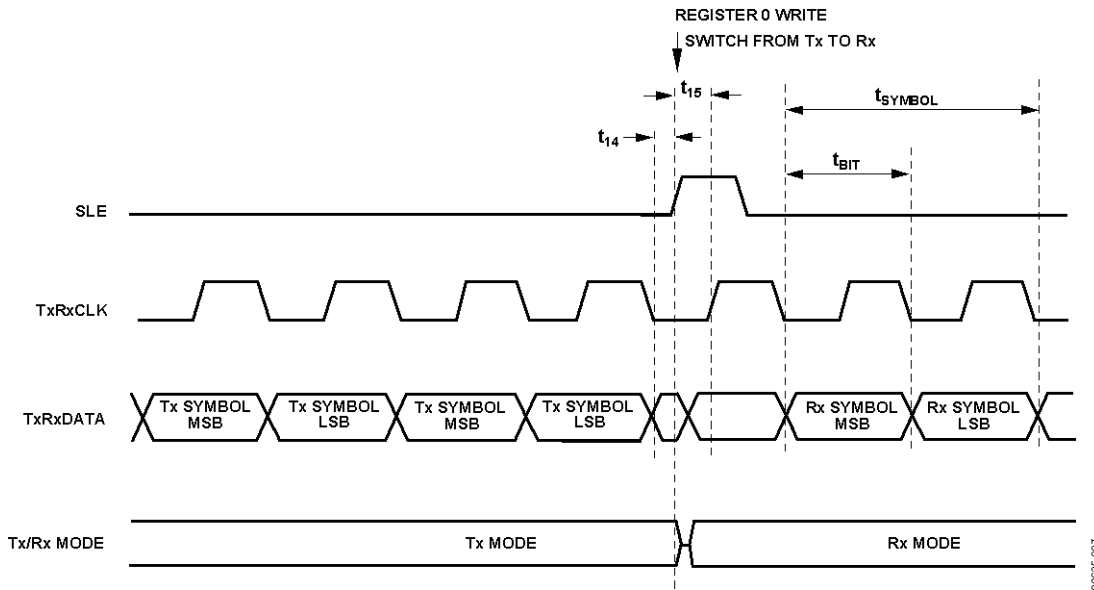 REGISTER 0 WRITE
SWITCH FROM Tx TO Rx
t15
tSYMBOL
t14
tBIT
SLE
TxRxCLK
TxRxDATA
Tx SYMBOL
MSB
Tx SYMBOL
LSB
Tx SYMBOL
MSB
Tx SYMBOL
LSB
Rx SYMBOL
MSB
Rx SYMBOL
LSB
Tx/Rx MODE
Tx MODE
Rx MODE